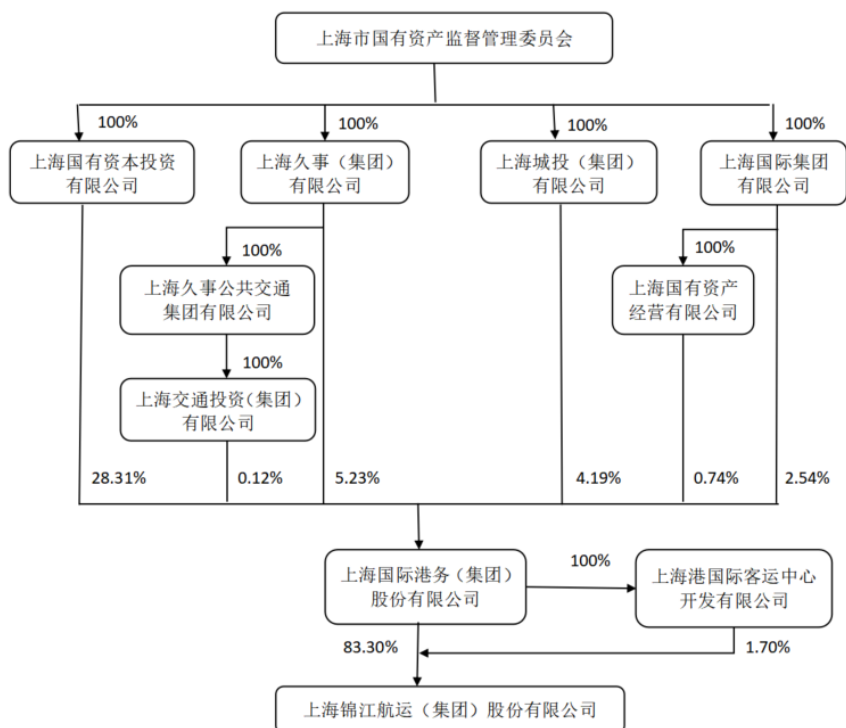 上海市国有资产监督管理委员会
100%
100%
100%
100%
上海国有资本投资
有限公司
上海久事（集团）
有限公司
上海城投（集团）
有限公司
上海国际集团
有限公司
100%
100%
上海久事公共交通
集团有限公司
上海国有资产
经营有限公司
100%
上海交通投资（集团）
有限公司
28.31%
0.12%
5.23%
4.19%
0.74%
2.54%
上海国际港务（集团）
股份有限公司
100%
上海港国际客运中心
开发有限公司
83.30%
1.70%
上海锦江航运（集团）股份有限公司